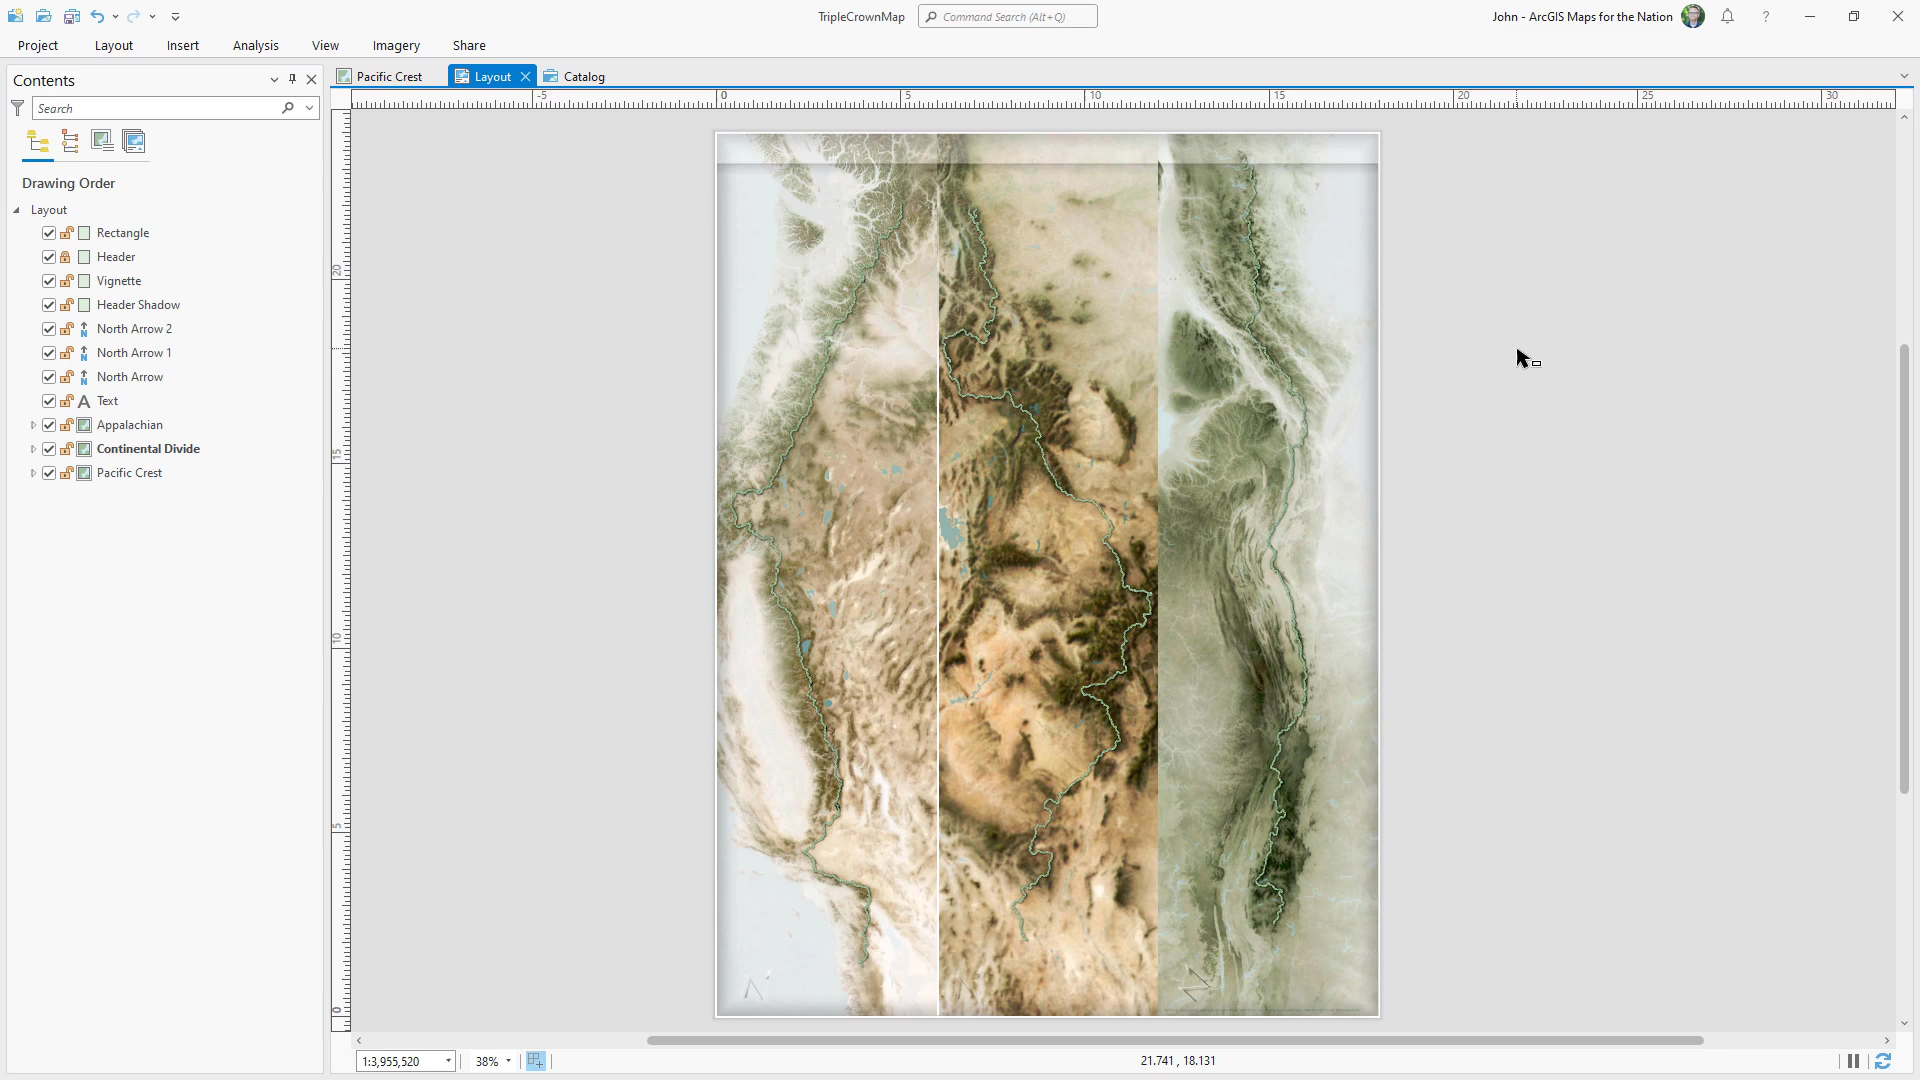 TripleCrownMap
Command Search (Alt+Q)
John - ArcGIS Maps for the Nation
?
Project
Layout
Insert
Analysis
View
Imagery
Share
Contents
Search
Drawing Order
Layout
Rectangle
Header
Vignette
Header Shadow
North Arrow 2
North Arrow 1
North Arrow
Text
Appalachian
Continental Divide
Pacific Crest
Pacific Crest
Layout
Catalog
-5
0
5
10
15
20
25
30
20
15
10
5
0
N
1:3,955,520
38%
21.741 , 18.131